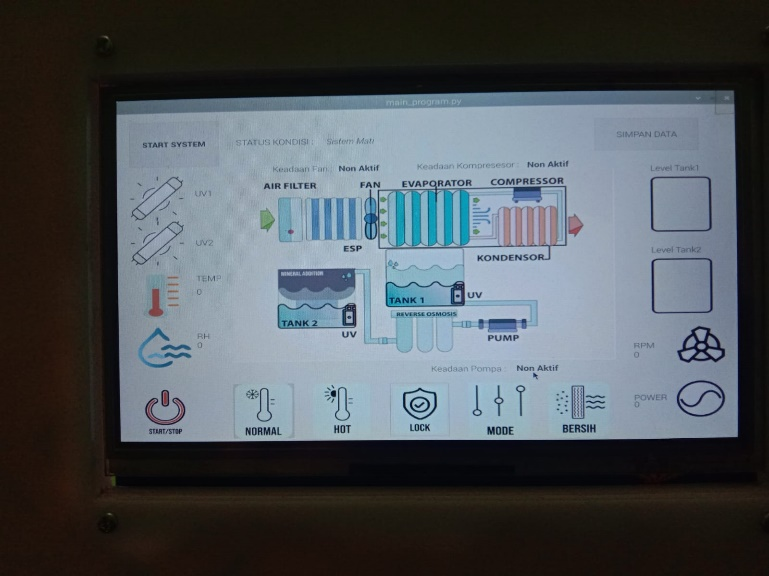 main_program.py
START SYSTEM
STATUS KONDISI : Sistem Mati
SIMPAN DATA
Keadaan Fan : Non Aktif
Keadaan Kompresesor : Non Aktif
AIR FILTER
FAN
EVAPORATOR
COMPRESSOR
Level Tank1
UV1
UV2
ESP
KONDENSOR
Level Tank2
TEMP
0
MINERAL ADDITION
TANK 1
UV
TANK 2
UV
REVERSE OSMOSIS
PUMP
RH
0
RPM
0
Keadaan Pompa : Non Aktif
POWER
0
START/STOP
NORMAL
HOT
LOCK
MODE
BERSIH